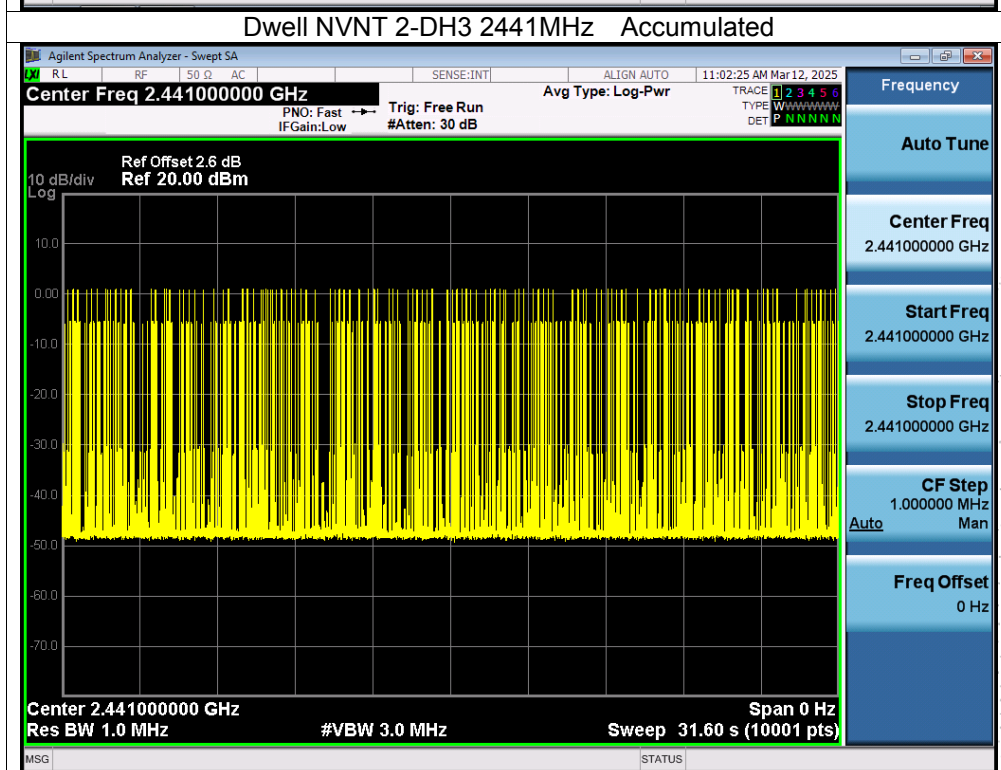 Dwell NVNT 2-DH3 2441MHz Accumulated
Agilent Spectrum Analyzer - Swept SA
LXI RL RF 50 Ω AC SENSE:INT ALIGN AUTO 11:02:25 AM Mar 12, 2025
Center Freq 2.441000000 GHz
PNO: Fast
IFGain:Low
Trig: Free Run
#Atten: 30 dB
Avg Type: Log-Pwr
TRACE 1 2 3 4 5 6
TYPE WWWWWWW
DET P N N N N N
Frequency
Auto Tune
Center Freq
2.441000000 GHz
Start Freq
2.441000000 GHz
Stop Freq
2.441000000 GHz
CF Step
1.000000 MHz
Auto Man
Freq Offset
0 Hz
Ref Offset 2.6 dB
10 dB/div Ref 20.00 dBm
Log
10.0
0.00
-10.0
-20.0
-30.0
-40.0
-50.0
-60.0
-70.0
Center 2.441000000 GHz Span 0 Hz
Res BW 1.0 MHz #VBW 3.0 MHz Sweep 31.60 s (10001 pts)
MSG STATUS